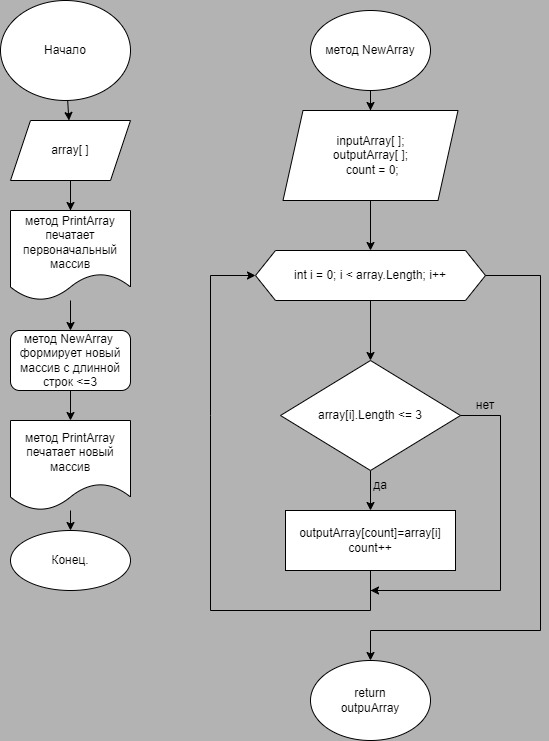 Начало
array[ ]
метод PrintArray
печатает
первоначальный
массив
метод NewArray
формирует новый
массив с длинной
строк <=3
метод PrintArray
печатает новый
массив
Конец.
метод NewArray
inputArray[ ];
outputArray[ ];
count = 0;
int i = 0; i < array.Length; i++
array[i].Length <= 3
нет
да
outputArray[count]=array[i]
count++
return
outpuArray